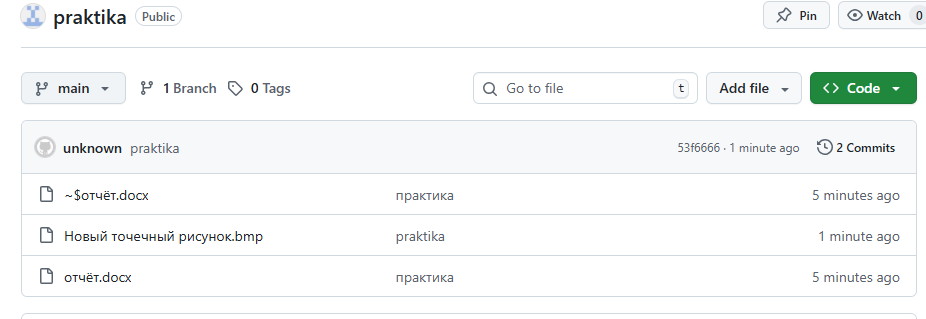 praktika Public Pin Watch 0
main 1 Branch 0 Tags Go to file t Add file Code
unknown praktika 53f6666 · 1 minute ago 2 Commits
~$отчёт.docx практика 5 minutes ago
Новый точечный рисунок.bmp praktika 1 minute ago
отчёт.docx практика 5 minutes ago